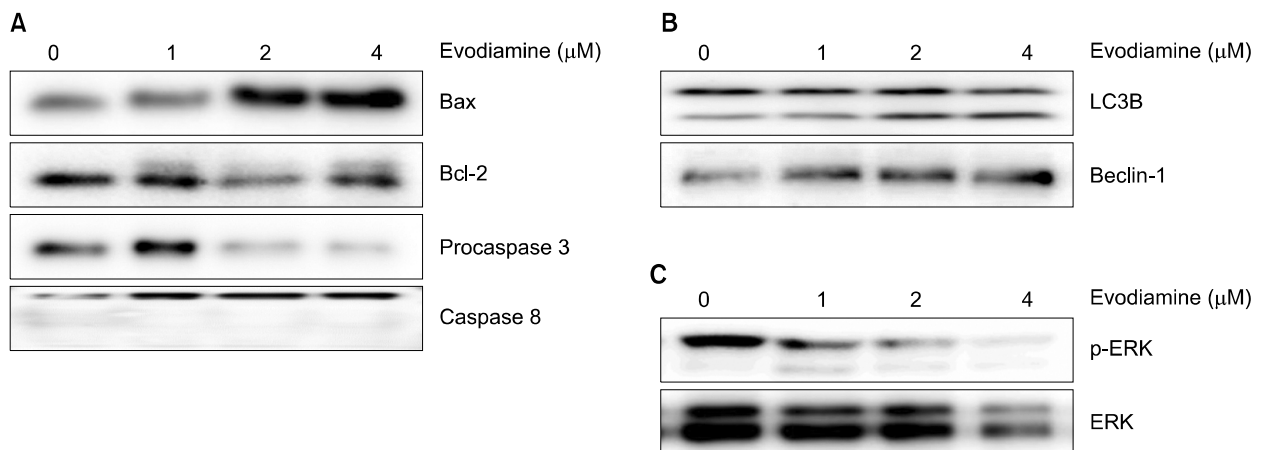 A
0 1 2 4 Evodiamine (μM)
Bax
Bcl-2
Procaspase 3
Caspase 8
B
0 1 2 4 Evodiamine (μM)
LC3B
Beclin-1
C
0 1 2 4 Evodiamine (μM)
p-ERK
ERK